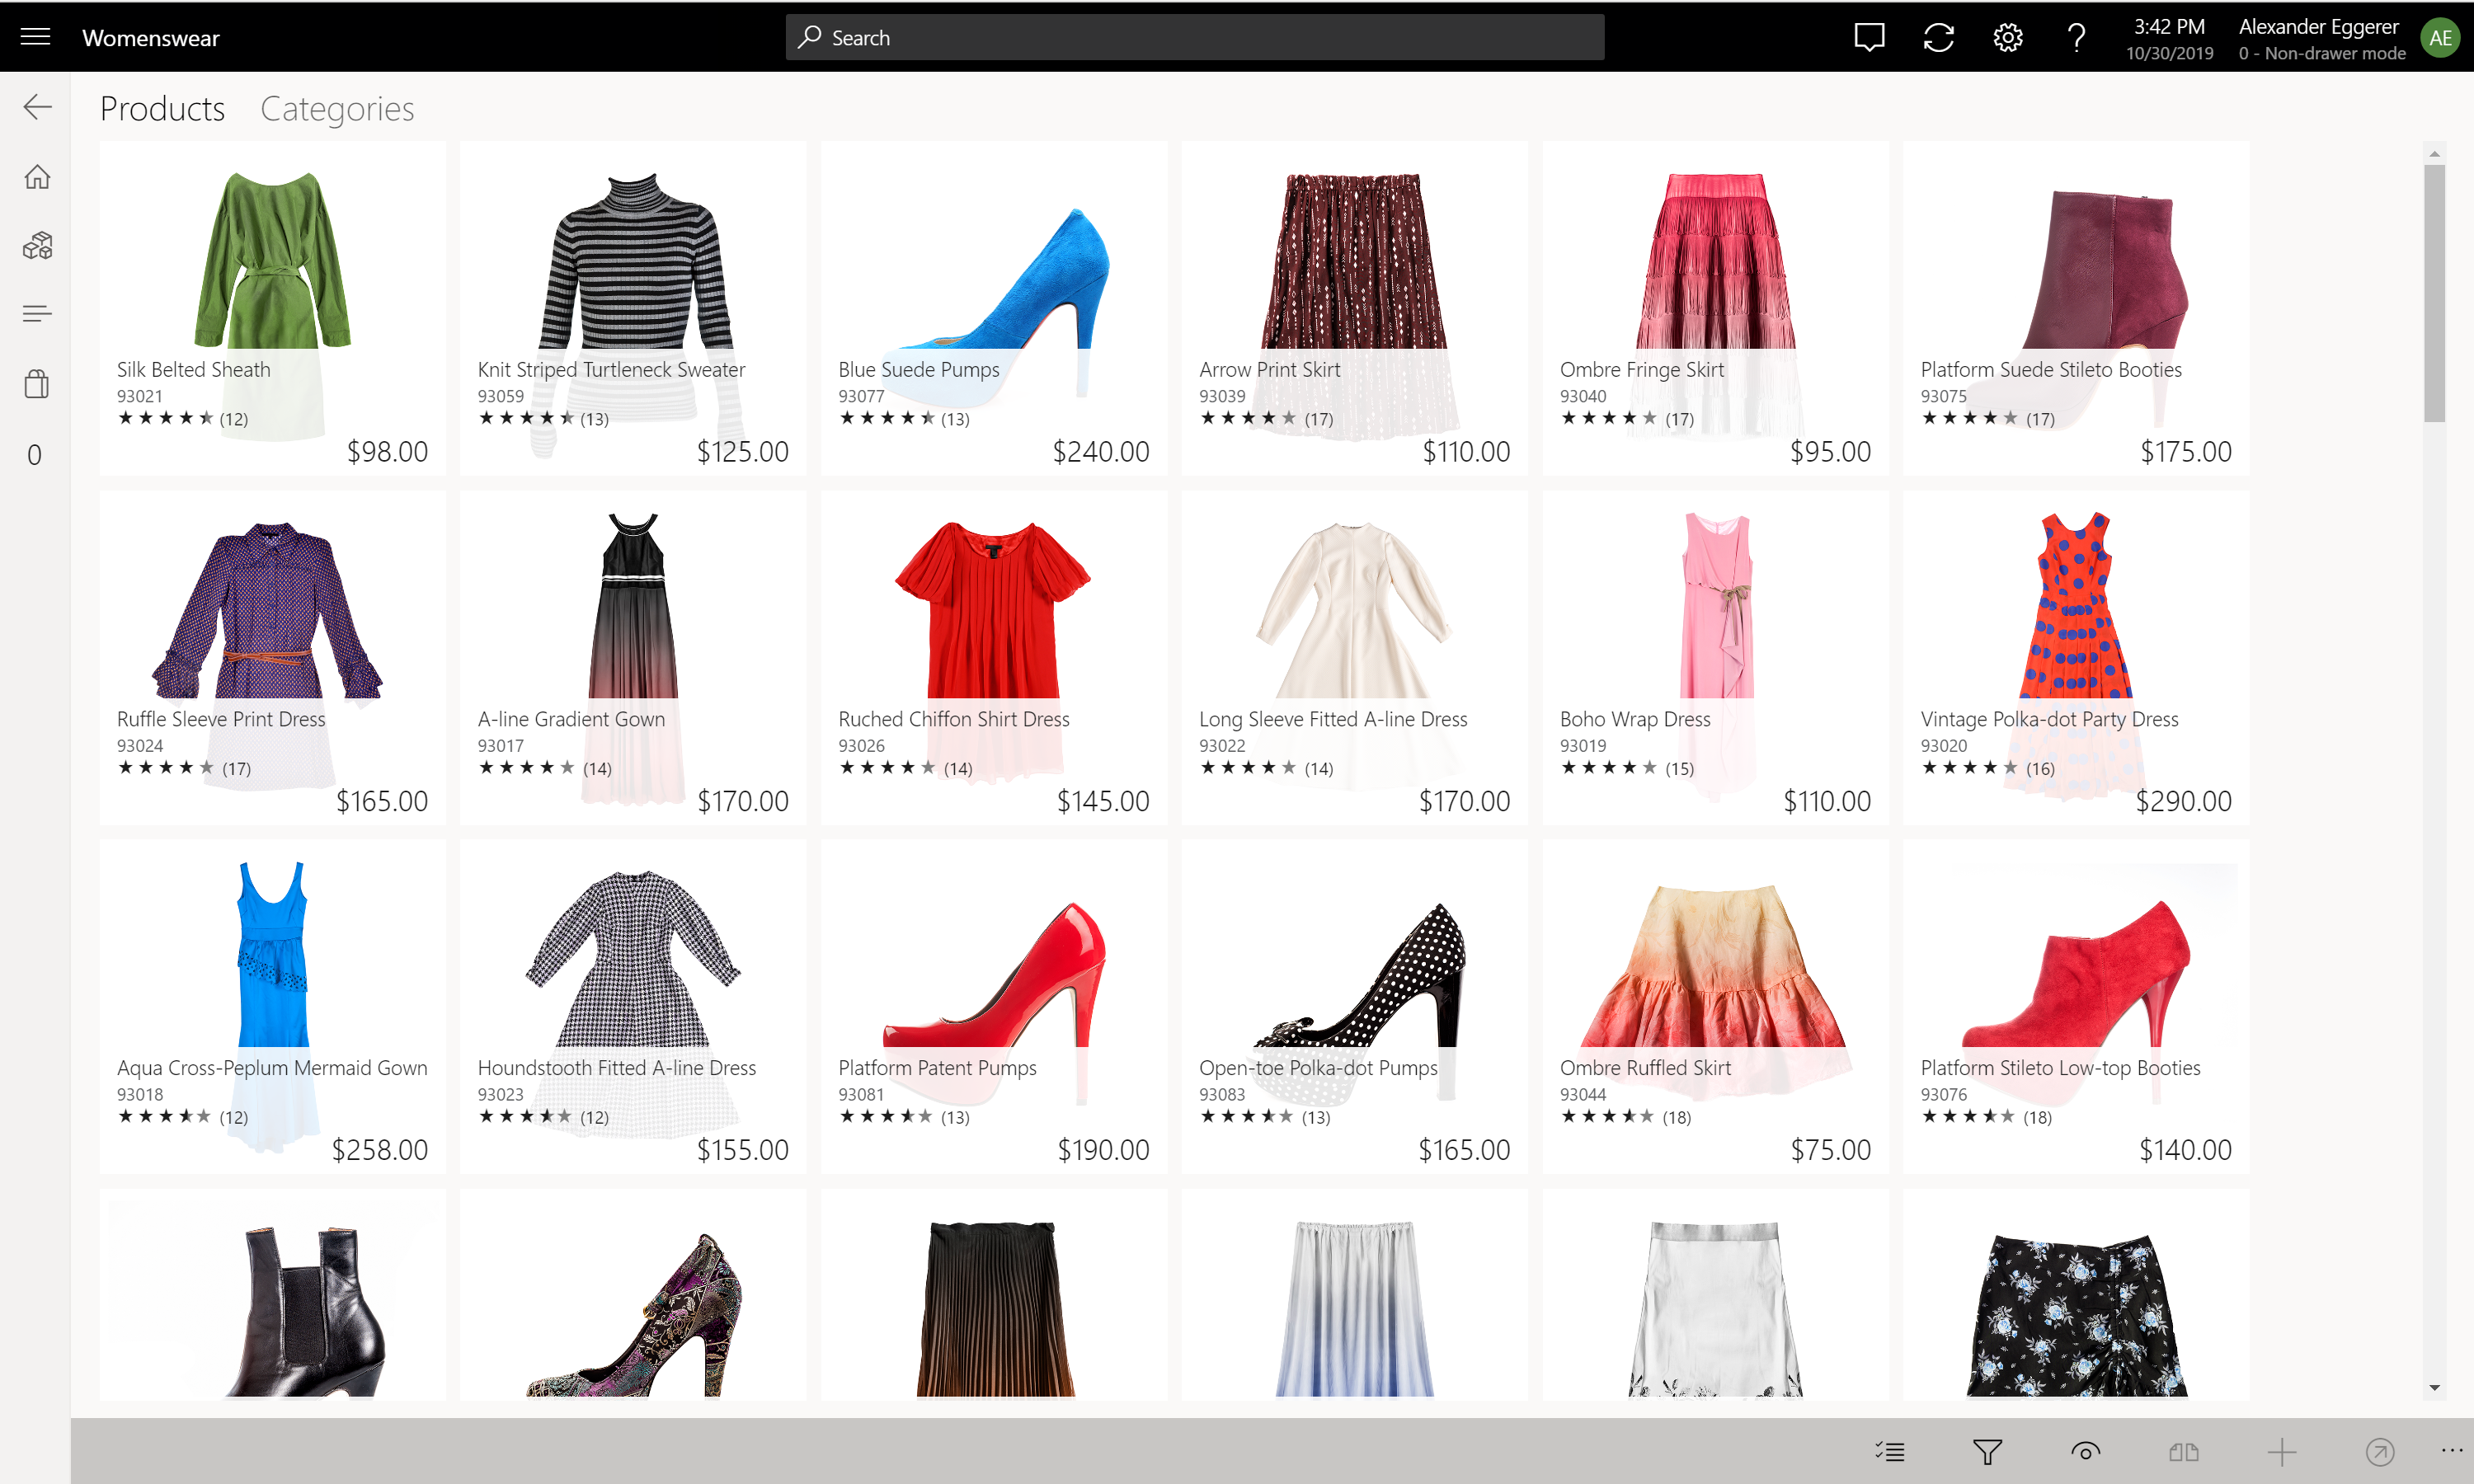 Womenswear
Search
3:42 PM
10/30/2019
Alexander Eggerer
0 - Non-drawer mode
AE
Products
Categories
0
Silk Belted Sheath
93021
(12)
$98.00
Knit Striped Turtleneck Sweater
93059
(13)
$125.00
Blue Suede Pumps
93077
(13)
$240.00
Arrow Print Skirt
93039
(17)
$110.00
Ombre Fringe Skirt
93040
(17)
$95.00
Platform Suede Stileto Booties
93075
(17)
$175.00
Ruffle Sleeve Print Dress
93024
(17)
$165.00
A-line Gradient Gown
93017
(14)
$170.00
Ruched Chiffon Shirt Dress
93026
(14)
$145.00
Long Sleeve Fitted A-line Dress
93022
(14)
$170.00
Boho Wrap Dress
93019
(15)
$110.00
Vintage Polka-dot Party Dress
93020
(16)
$290.00
Aqua Cross-Peplum Mermaid Gown
93018
(12)
$258.00
Houndstooth Fitted A-line Dress
93023
(12)
$155.00
Platform Patent Pumps
93081
(13)
$190.00
Open-toe Polka-dot Pumps
93083
(13)
$165.00
Ombre Ruffled Skirt
93044
(18)
$75.00
Platform Stileto Low-top Booties
93076
(18)
$140.00